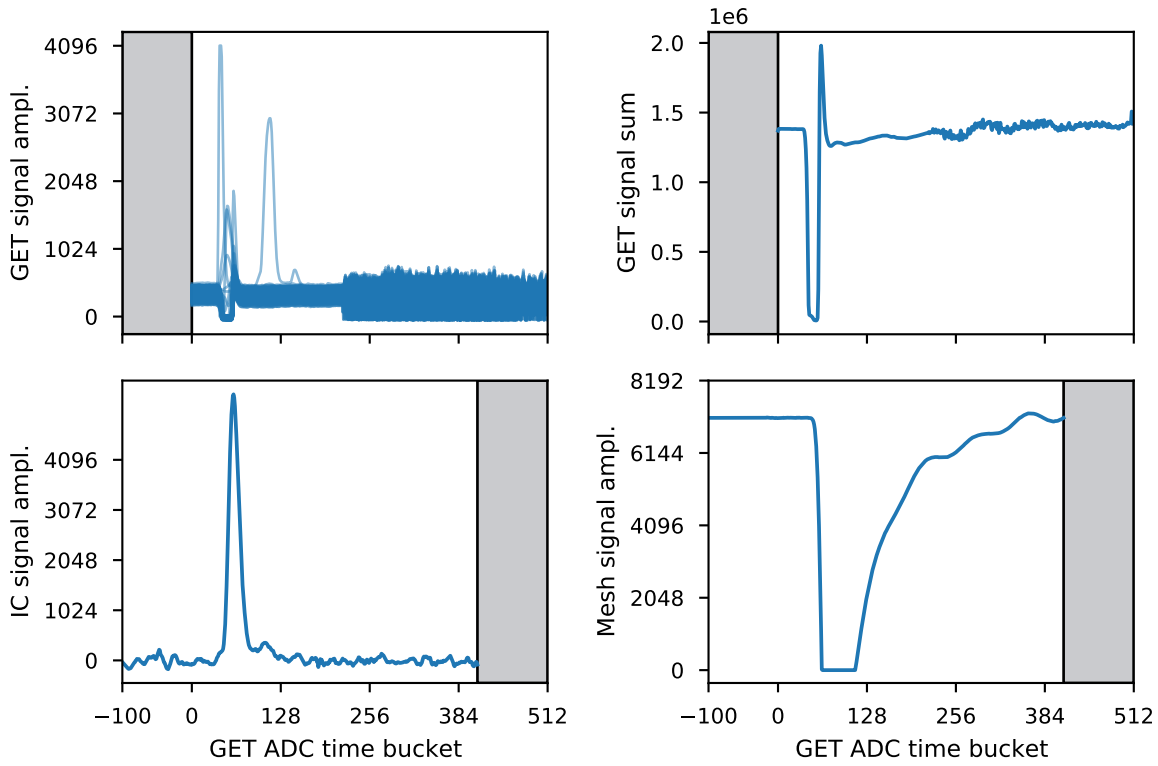 4096
3072
2048
1024
0
GET signal ampl.
1e6
2.0
1.5
1.0
0.5
0.0
GET signal sum
4096
3072
2048
1024
0
IC signal ampl.
−100 0 128 256 384 512
GET ADC time bucket
8192
6144
4096
2048
0
Mesh signal ampl.
−100 0 128 256 384 512
GET ADC time bucket